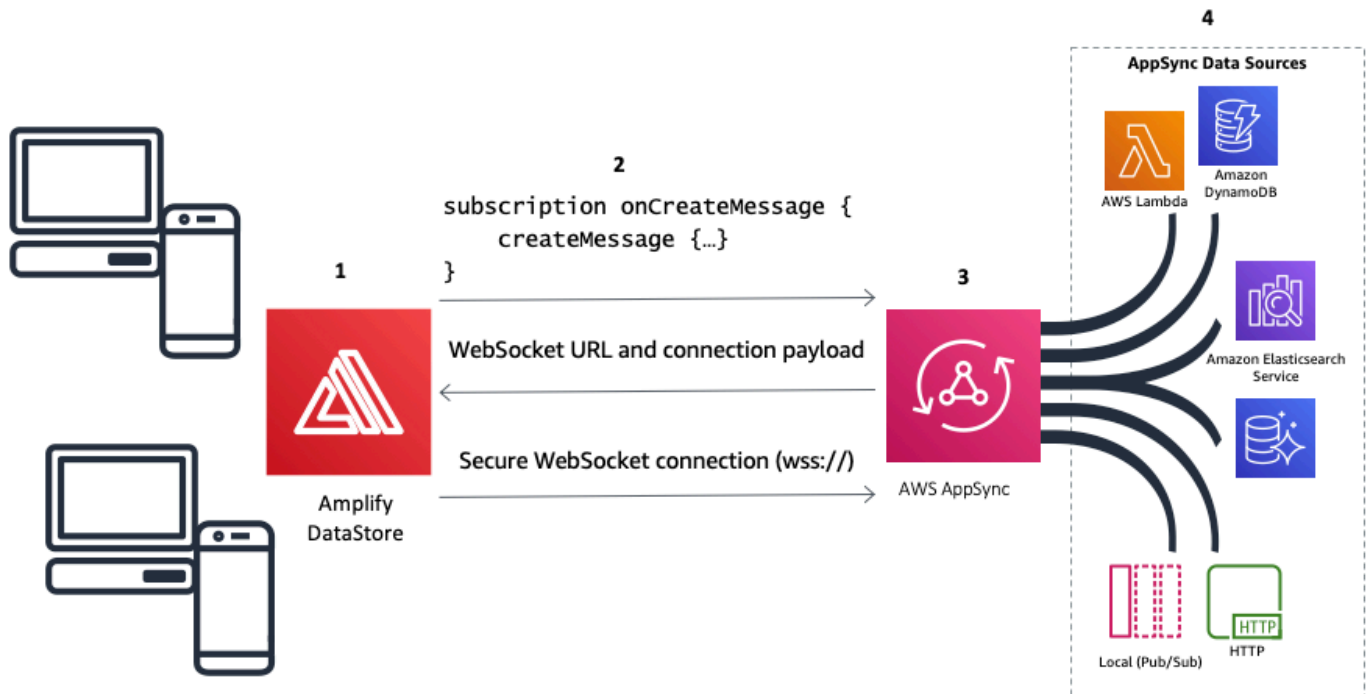 4
AppSync Data Sources
AWS Lambda
Amazon
DynamoDB
2
subscription onCreateMessage {
createMessage {…}
}
1
3
WebSocket URL and connection payload
Amazon Elasticsearch
Service
Secure WebSocket connection (wss://)
Amplify
DataStore
AWS AppSync
HTTP
Local (Pub/Sub)
HTTP